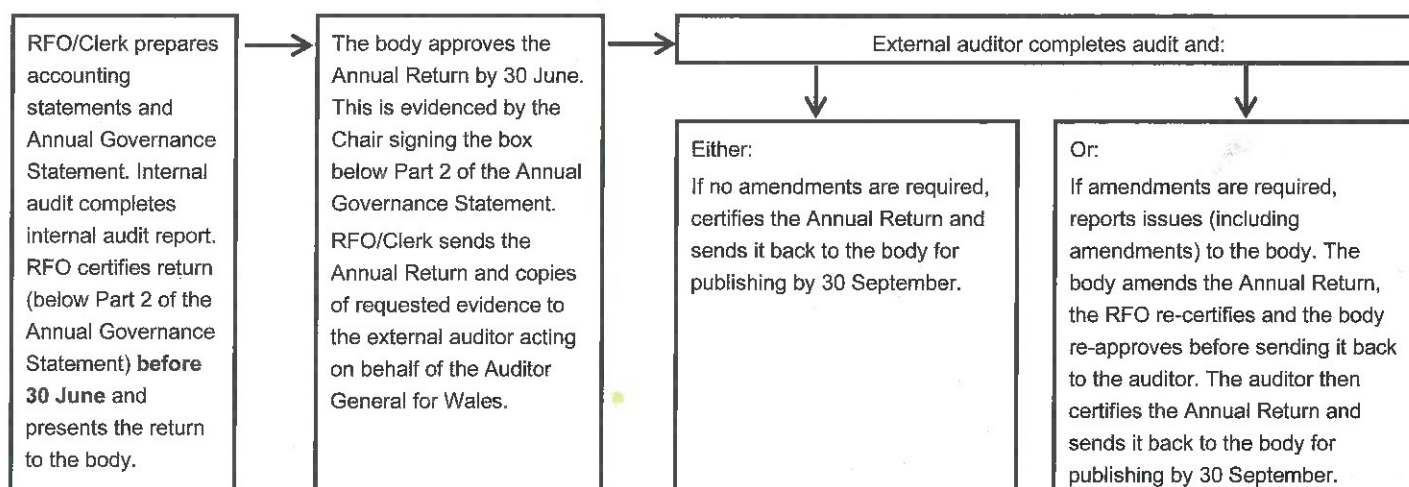 RFO/Clerk prepares
accounting
statements and
Annual Governance
Statement. Internal
audit completes
internal audit report.
RFO certifies return
(below Part 2 of the
Annual Governance
Statement) before
30 June and
presents the return
to the body.
The body approves the
Annual Return by 30 June.
This is evidenced by the
Chair signing the box
below Part 2 of the Annual
Governance Statement.
RFO/Clerk sends the
Annual Return and copies
of requested evidence to
the external auditor acting
on behalf of the Auditor
General for Wales.
External auditor completes audit and:
Either:
If no amendments are required,
certifies the Annual Return and
sends it back to the body for
publishing by 30 September.
Or:
If amendments are required,
reports issues (including
amendments) to the body. The
body amends the Annual Return,
the RFO re-certifies and the body
re-approves before sending it back
to the auditor. The auditor then
certifies the Annual Return and
sends it back to the body for
publishing by 30 September.